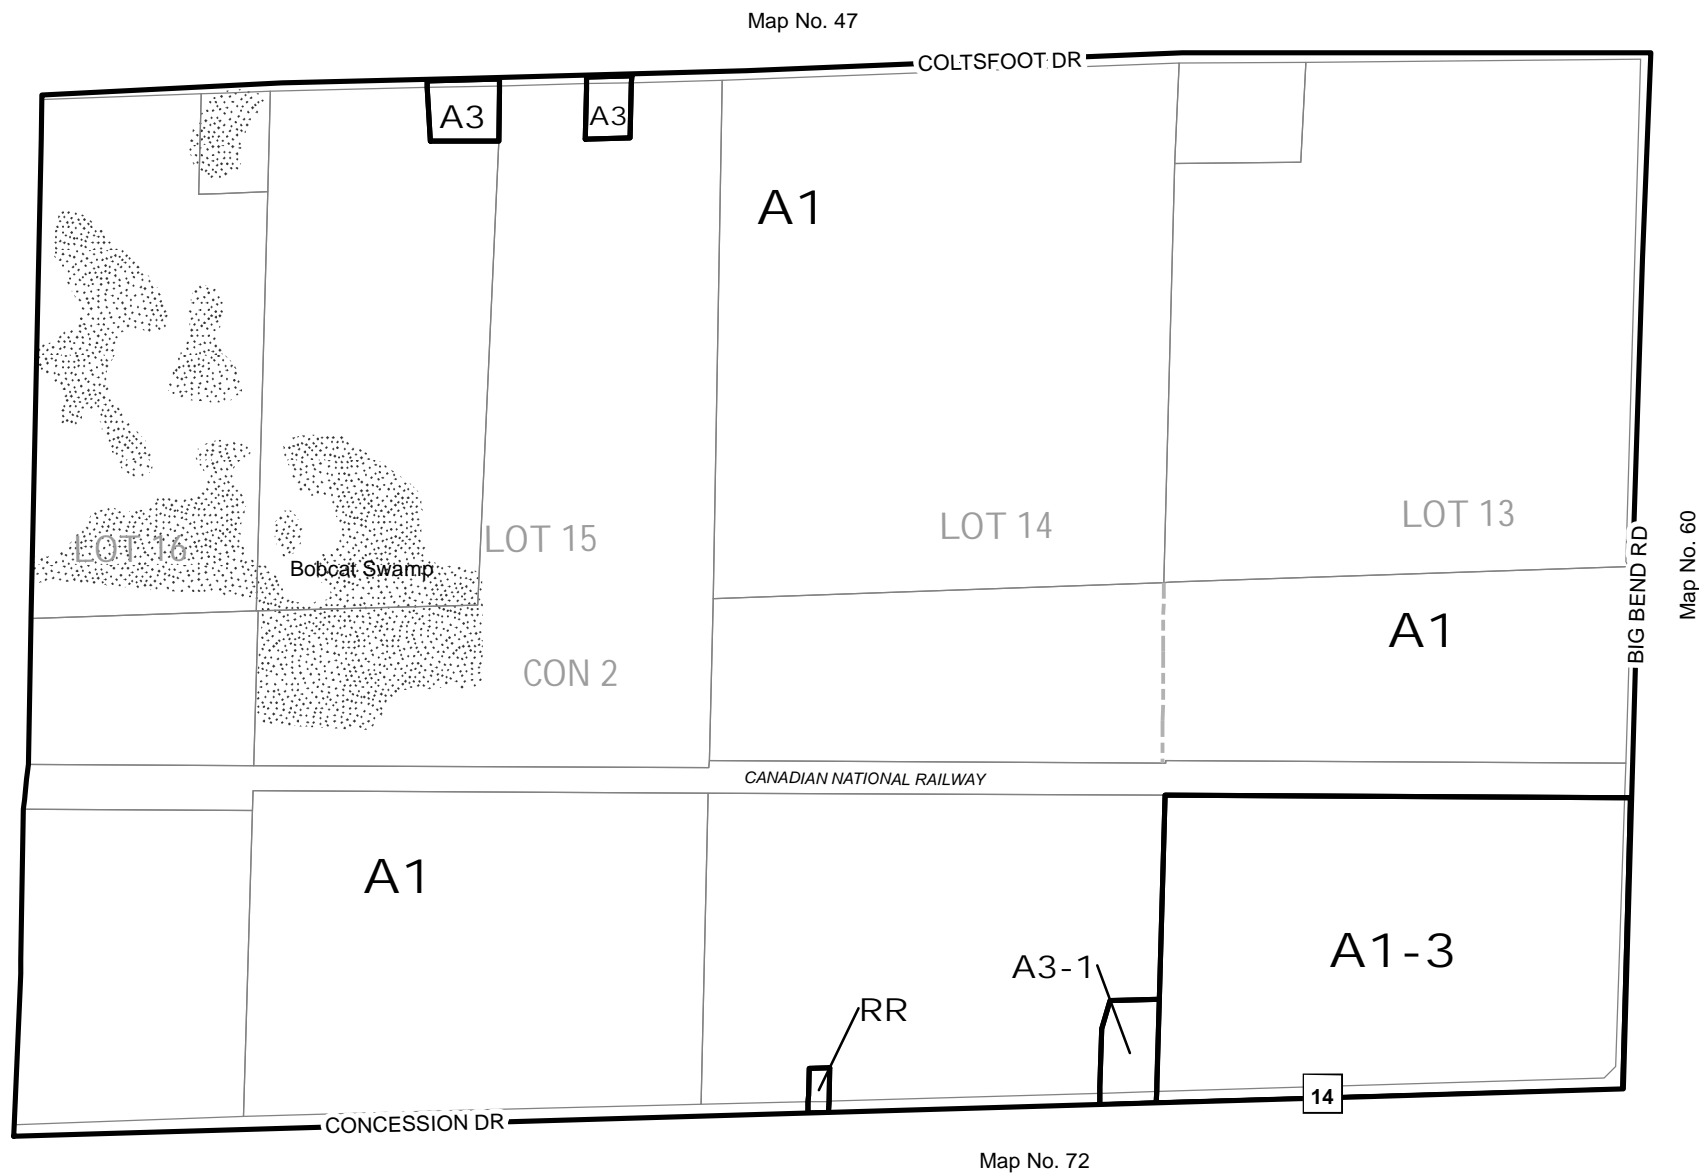 Map No. 47
COLTSFOOT DR
A3
A3
A1
LOT 13
LOT 14
LOT 15
LOT 16
Bobcat Swamp
BIG BEND RD
Map No. 60
A1
CON 2
CANADIAN NATIONAL RAILWAY
A1
A1-3
A3-1
RR
14
CONCESSION DR
Map No. 72